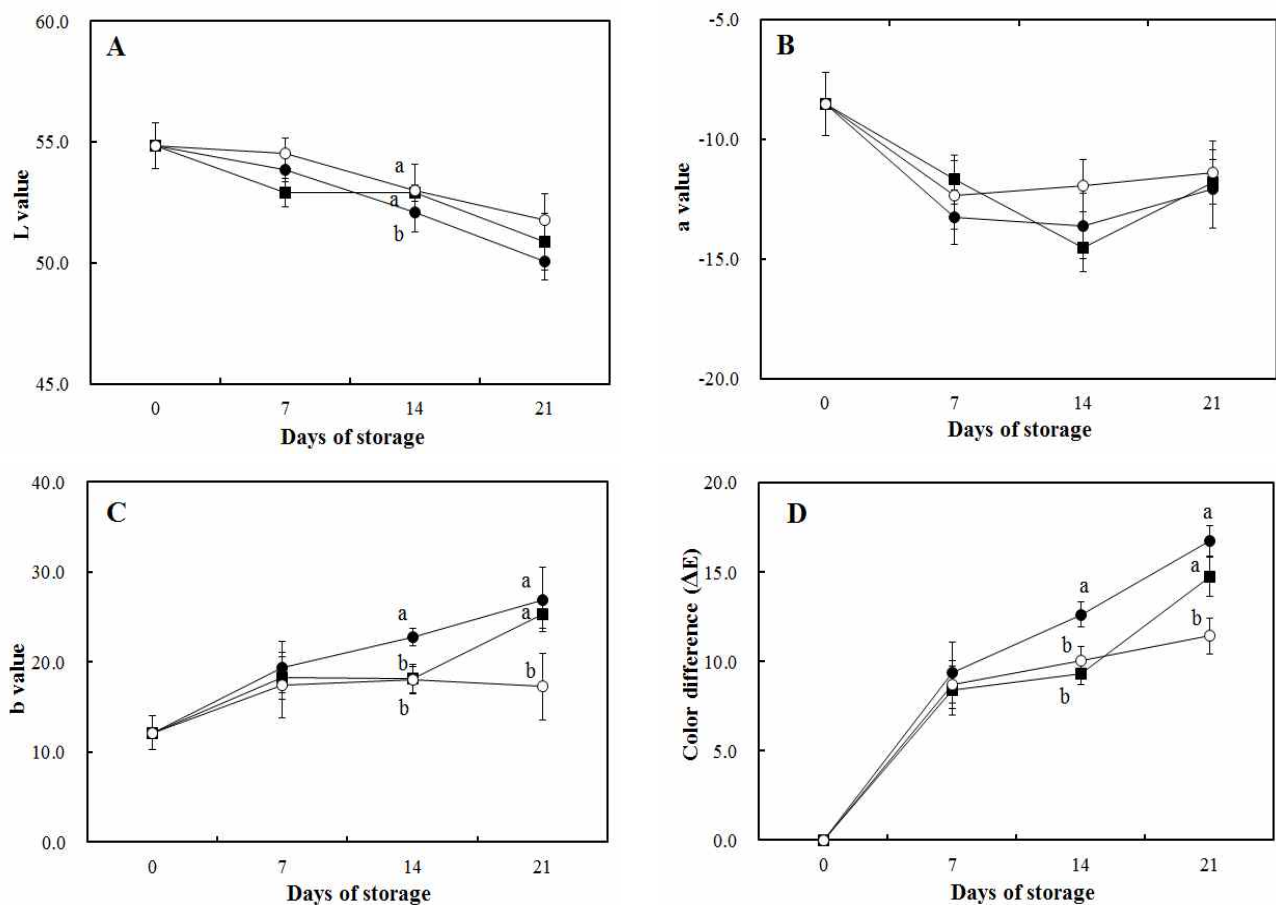 A
60.0
55.0
50.0
45.0
L value
a
a
b
0 7 14 21
Days of storage
B
-5.0
-10.0
-15.0
-20.0
a value
0 7 14 21
Days of storage
C
40.0
30.0
20.0
10.0
0.0
b value
a
a
a
b
b
b
0 7 14 21
Days of storage
D
20.0
15.0
10.0
5.0
0.0
Color difference (ΔE)
a
a
a
b
b
b
0 7 14 21
Days of storage